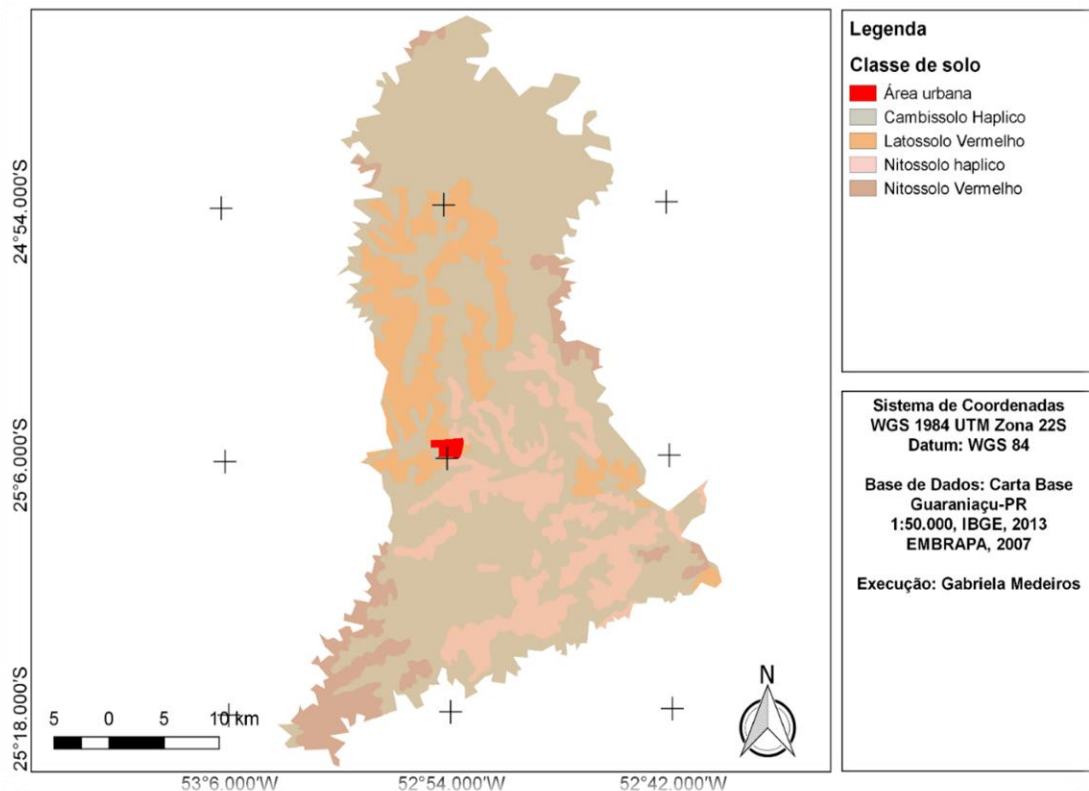 Legenda
Classe de solo
Área urbana
Cambissolo Haplico
Latossolo Vermelho
Nitossolo haplico
Nitossolo Vermelho
Sistema de Coordenadas
WGS 1984 UTM Zona 22S
Datum: WGS 84
Base de Dados: Carta Base
Guaraniaçu-PR
1:50.000, IBGE, 2013
EMBRAPA, 2007
Execução: Gabriela Medeiros
24°54.000'S
25°6.000'S
25°18.000'S
5 0 5 10 km
N
53°6.000'W
52°54.000'W
52°42.000'W